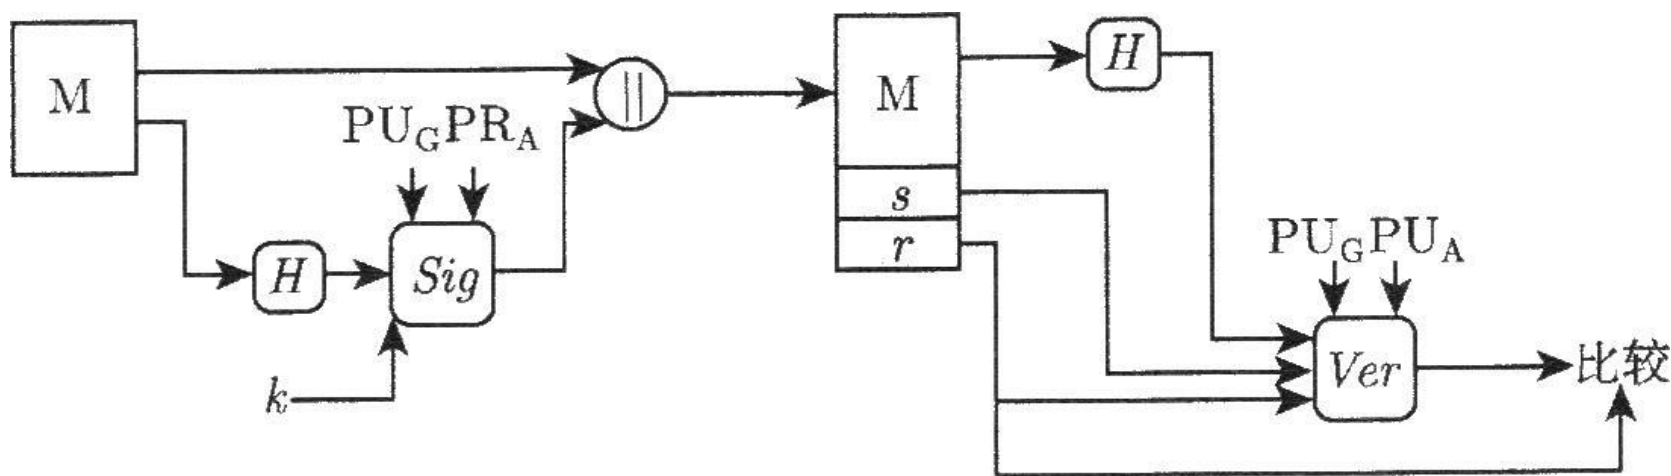 M
PU_G PR_A
H
Sig
k
||
M
s
r
H
PU_G PU_A
Ver
比较